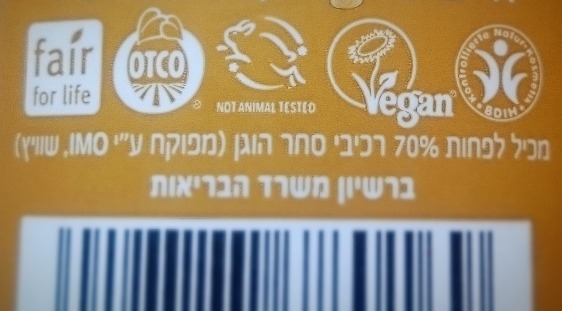 fair
for life
OTCO
®
NOT ANIMAL TESTED
Vegan
Kontrollierte Natur-Kosmetik
BDIH
מכיל לפחות 70% רכיבי סחר הוגן (מפוקח ע״י IMO, שוויץ)
ברשיון משרד הבריאות